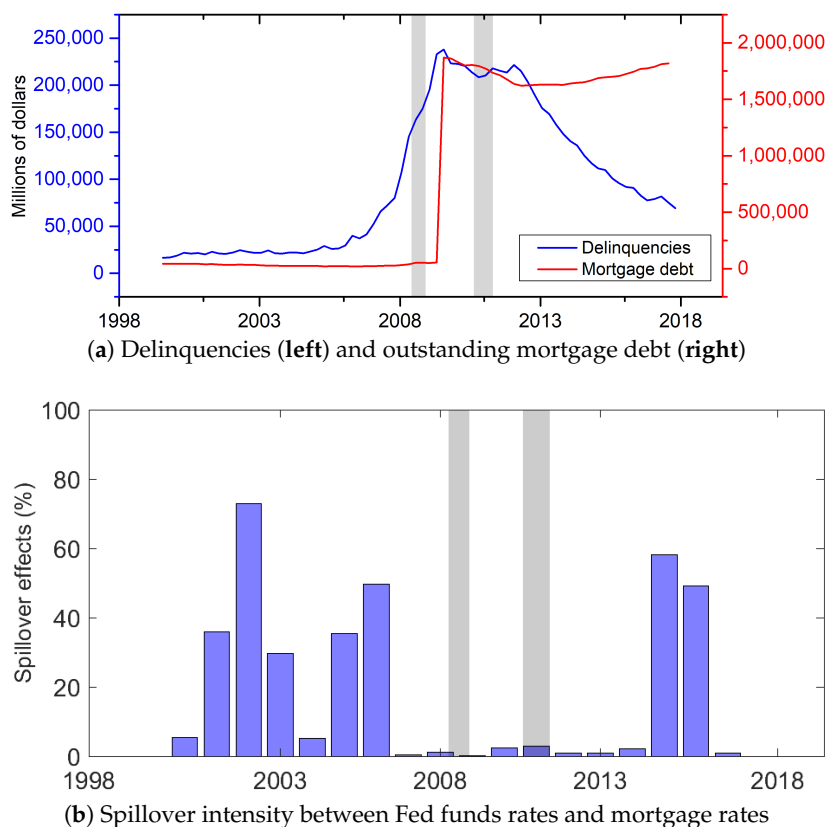 250,000
200,000
150,000
100,000
50,000
0
Millions of dollars
2,000,000
1,500,000
1,000,000
500,000
0
Delinquencies
Mortgage debt
1998 2003 2008 2013 2018
(a) Delinquencies (left) and outstanding mortgage debt (right)
100
80
60
40
20
0
Spillover effects (%)
1998 2003 2008 2013 2018
(b) Spillover intensity between Fed funds rates and mortgage rates